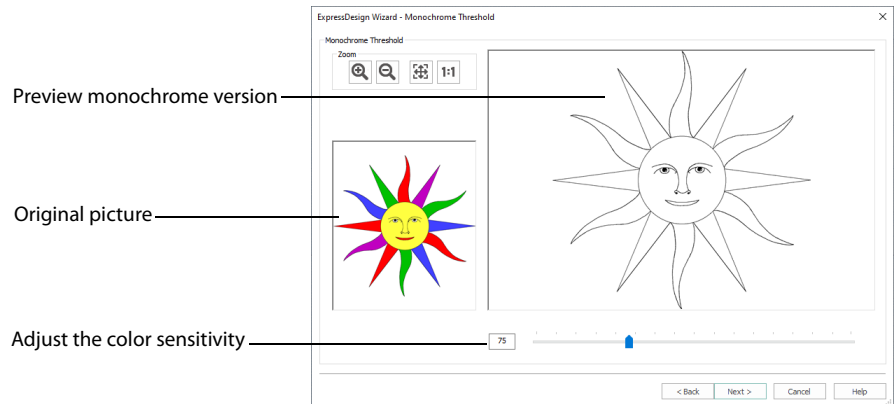 ExpressDesign Wizard - Monochrome Threshold
Monochrome Threshold
Zoom
1:1
Preview monochrome version
Original picture
Adjust the color sensitivity
75
< Back
Next >
Cancel
Help